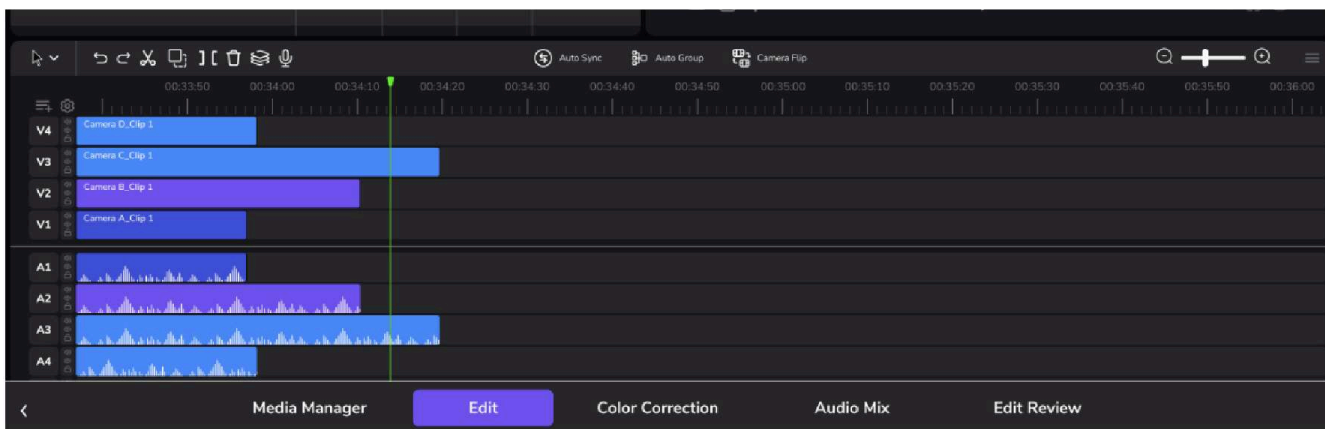 Auto Sync Auto Group Camera Flip
00:33:50 00:34:00 00:34:10 00:34:20 00:34:30 00:34:40 00:34:50 00:35:00 00:35:10 00:35:20 00:35:30 00:35:40 00:35:50 00:36:00
V4 Camera D_Clip 1
V3 Camera C_Clip 1
V2 Camera B_Clip 1
V1 Camera A_Clip 1
A1
A2
A3
A4
Media Manager Edit Color Correction Audio Mix Edit Review